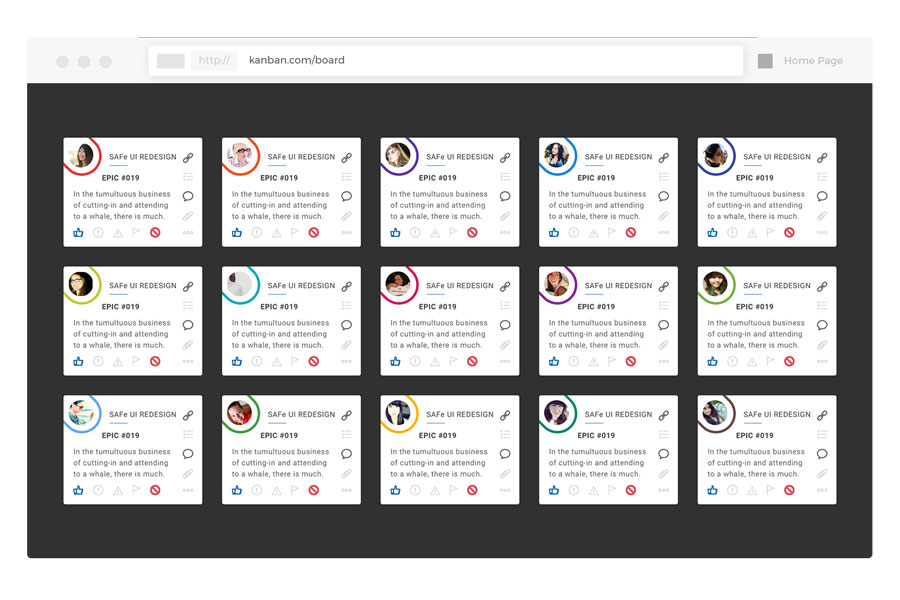 http:// kanban.com/board Home Page
SAFe UI REDESIGN
EPIC #019
In the tumultuous business
of cutting-in and attending
to a whale, there is much.
SAFe UI REDESIGN
EPIC #019
In the tumultuous business
of cutting-in and attending
to a whale, there is much.
SAFe UI REDESIGN
EPIC #019
In the tumultuous business
of cutting-in and attending
to a whale, there is much.
SAFe UI REDESIGN
EPIC #019
In the tumultuous business
of cutting-in and attending
to a whale, there is much.
SAFe UI REDESIGN
EPIC #019
In the tumultuous business
of cutting-in and attending
to a whale, there is much.
SAFe UI REDESIGN
EPIC #019
In the tumultuous business
of cutting-in and attending
to a whale, there is much.
SAFe UI REDESIGN
EPIC #019
In the tumultuous business
of cutting-in and attending
to a whale, there is much.
SAFe UI REDESIGN
EPIC #019
In the tumultuous business
of cutting-in and attending
to a whale, there is much.
SAFe UI REDESIGN
EPIC #019
In the tumultuous business
of cutting-in and attending
to a whale, there is much.
SAFe UI REDESIGN
EPIC #019
In the tumultuous business
of cutting-in and attending
to a whale, there is much.
SAFe UI REDESIGN
EPIC #019
In the tumultuous business
of cutting-in and attending
to a whale, there is much.
SAFe UI REDESIGN
EPIC #019
In the tumultuous business
of cutting-in and attending
to a whale, there is much.
SAFe UI REDESIGN
EPIC #019
In the tumultuous business
of cutting-in and attending
to a whale, there is much.
SAFe UI REDESIGN
EPIC #019
In the tumultuous business
of cutting-in and attending
to a whale, there is much.
SAFe UI REDESIGN
EPIC #019
In the tumultuous business
of cutting-in and attending
to a whale, there is much.